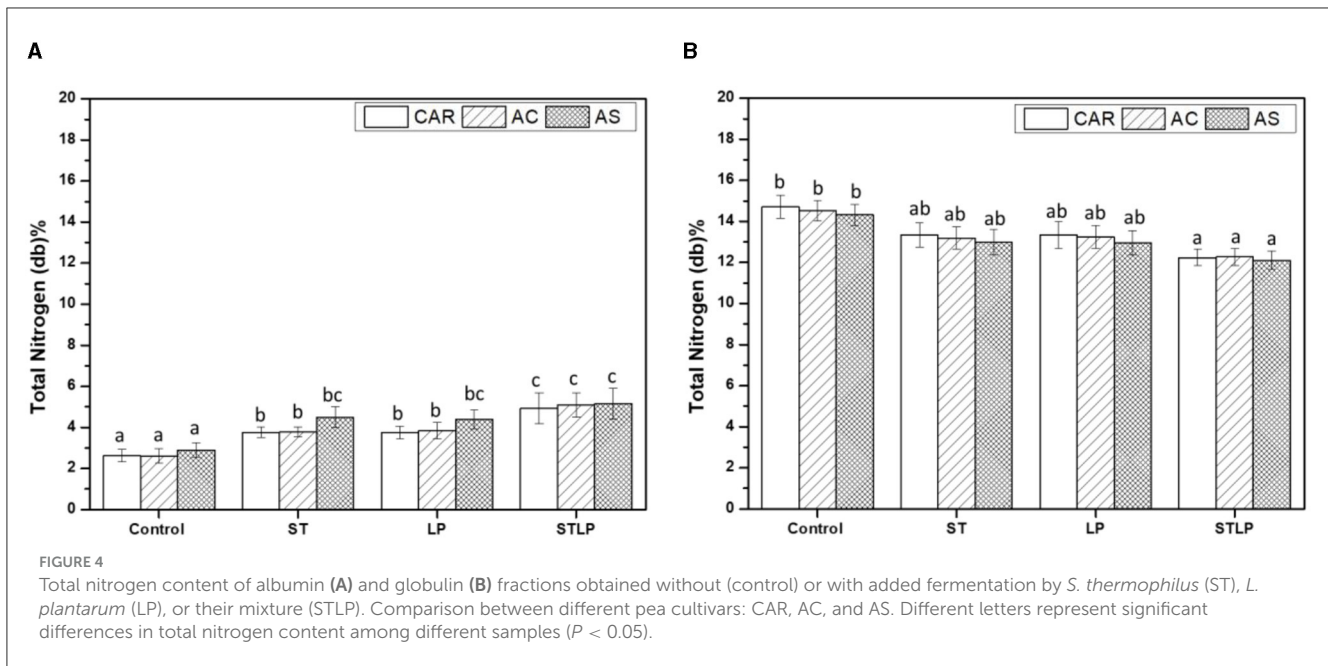 A
Total Nitrogen (db)%
20
18
16
14
12
10
8
6
4
2
0
CAR AC AS
a a a
b b bc
b b bc
c c c
Control ST LP STLP
B
Total Nitrogen (db)%
20
18
16
14
12
10
8
6
4
2
0
CAR AC AS
b b b
ab ab ab
ab ab ab
a a a
Control ST LP STLP
FIGURE 4
Total nitrogen content of albumin (A) and globulin (B) fractions obtained without (control) or with added fermentation by S. thermophilus (ST), L.
plantarum (LP), or their mixture (STLP). Comparison between different pea cultivars: CAR, AC, and AS. Different letters represent significant
differences in total nitrogen content among different samples (P < 0.05).